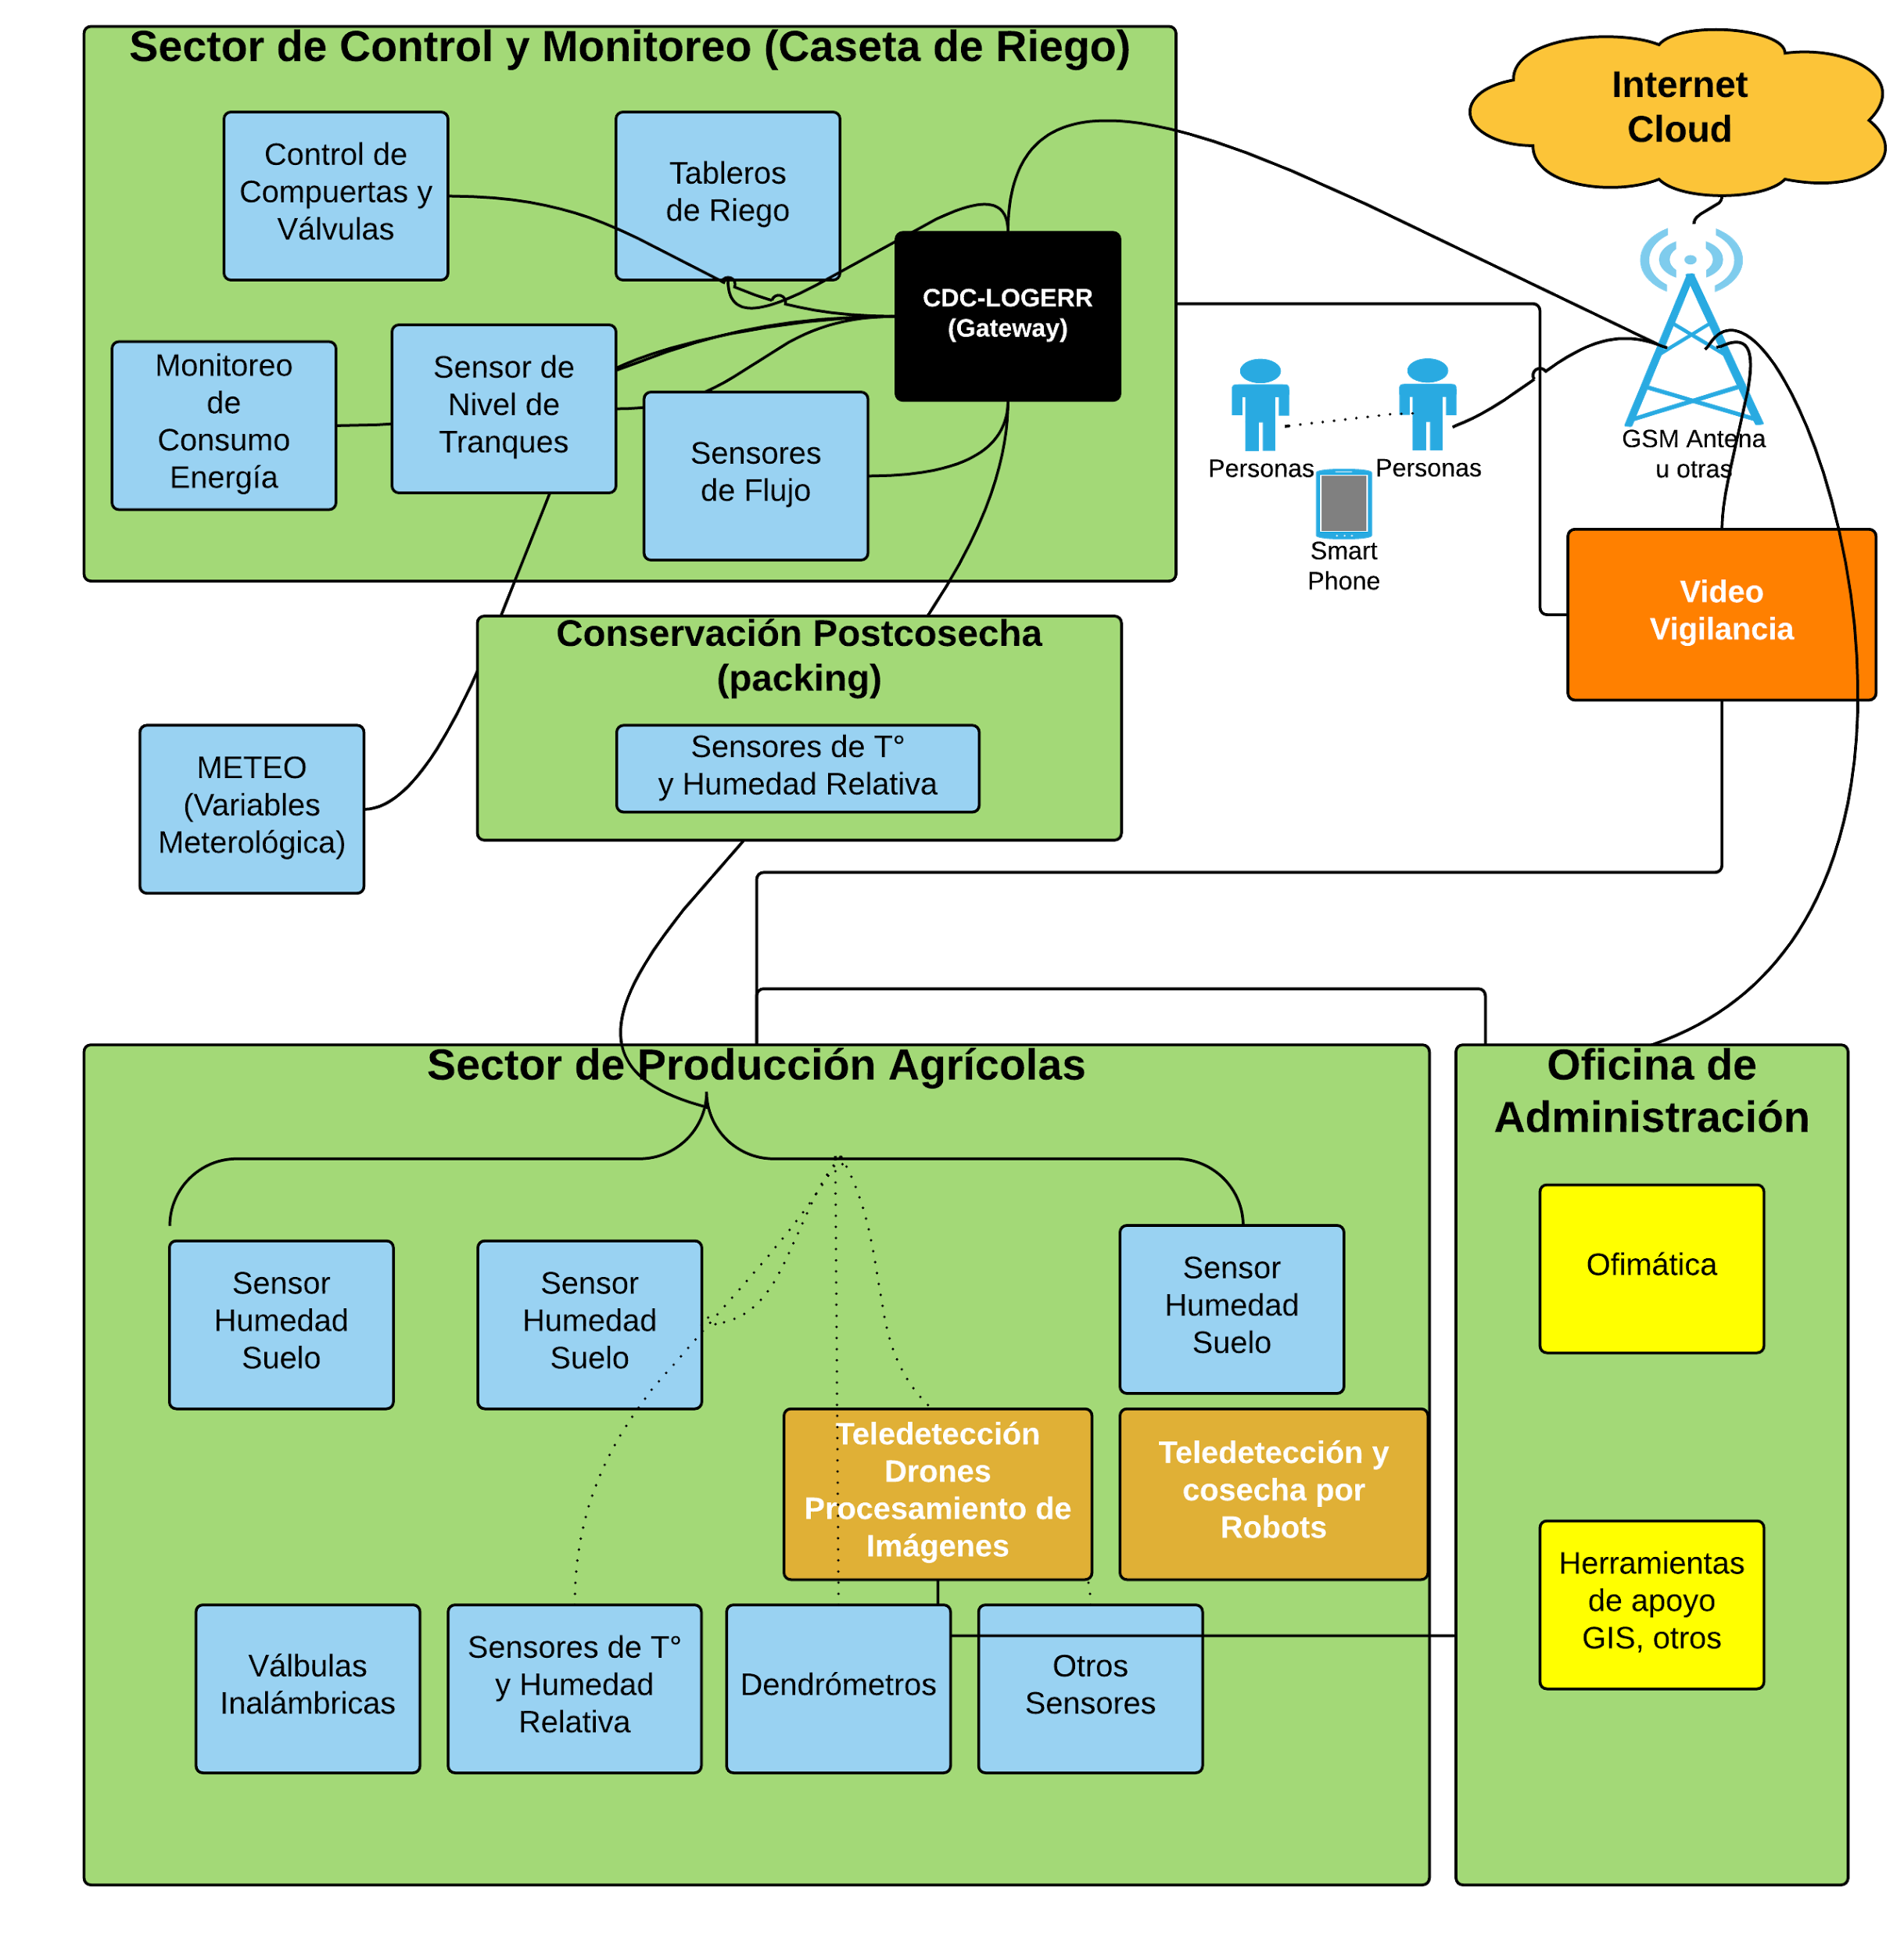 Sector de Control y Monitoreo (Caseta de Riego)
Internet
Cloud
Control de
Compuertas y
Válvulas
Tableros
de Riego
CDC-LOGERR
(Gateway)
Monitoreo
de
Consumo
Energía
Sensor de
Nivel de
Tranques
Sensores
de Flujo
Personas
Personas
GSM Antena
u otras
Smart
Phone
Video
Vigilancia
Conservación Postcosecha
(packing)
Sensores de T°
y Humedad Relativa
METEO
(Variables
Meterológica)
Sector de Producción Agrícolas
Oficina de
Administración
Sensor
Humedad
Suelo
Sensor
Humedad
Suelo
Sensor
Humedad
Suelo
Ofimática
Teledetección
Drones
Procesamiento de
Imágenes
Teledetección y
cosecha por
Robots
Herramientas
de apoyo
GIS, otros
Válbulas
Inalámbricas
Sensores de T°
y Humedad
Relativa
Dendrómetros
Otros
Sensores